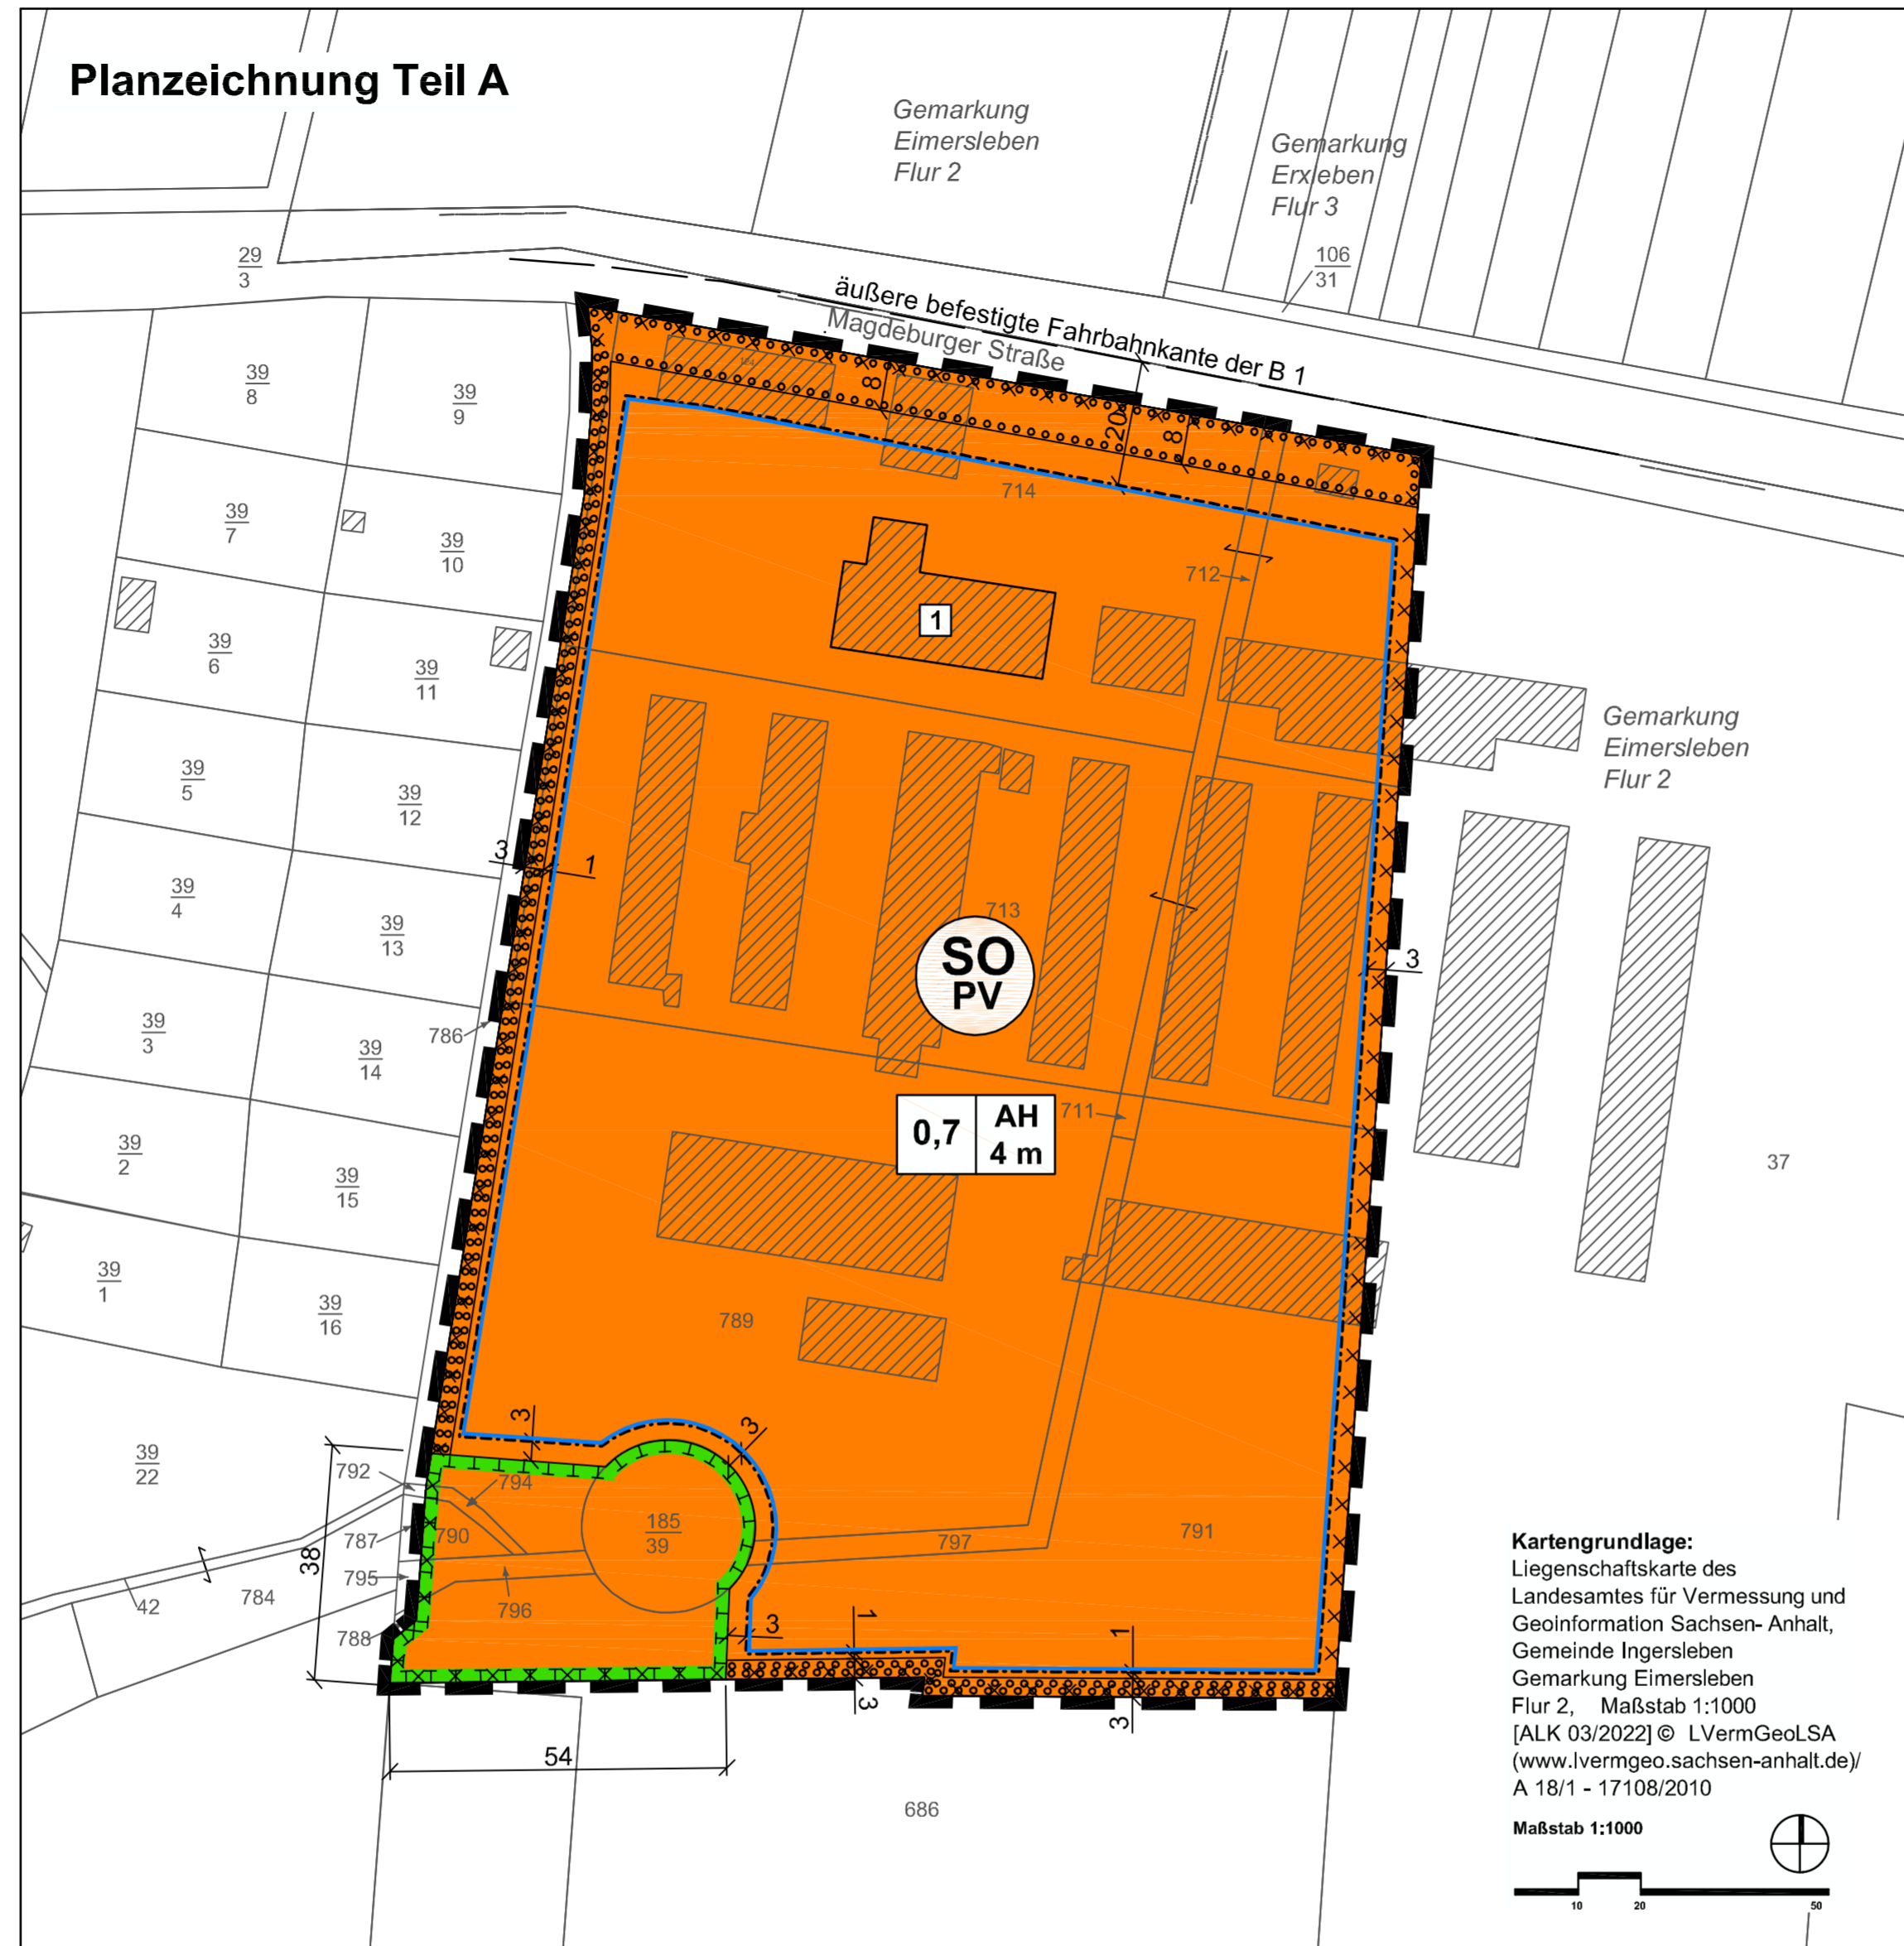 Planzeichnung Teil A
Gemarkung
Eimersleben
Flur 2
Gemarkung
Erxleben
Flur 3
106
31
29
3
äußere befestigte Fahrbahnkante der B 1
Magdeburger Straße
39
8
39
9
8
20
8
714
39
7
39
10
712
1
39
6
39
11
Gemarkung
Eimersleben
Flur 2
39
5
39
12
3
1
39
4
39
13
713
SO
PV
3
786
39
3
39
14
0,7
AH
4 m
711
39
2
39
15
37
39
1
39
16
789
3
3
39
22
792
794
787
790
185
39
797
791
38
795
42
784
796
788
3
1
1
3
3
54
686
Kartengrundlage:
Liegenschaftskarte des
Landesamtes für Vermessung und
Geoinformation Sachsen- Anhalt,
Gemeinde Ingersleben
Gemarkung Eimersleben
Flur 2, Maßstab 1:1000
[ALK 03/2022] © LVermGeoLSA
(www.lvermgeo.sachsen-anhalt.de)/
A 18/1 - 17108/2010
Maßstab 1:1000
10 20 50